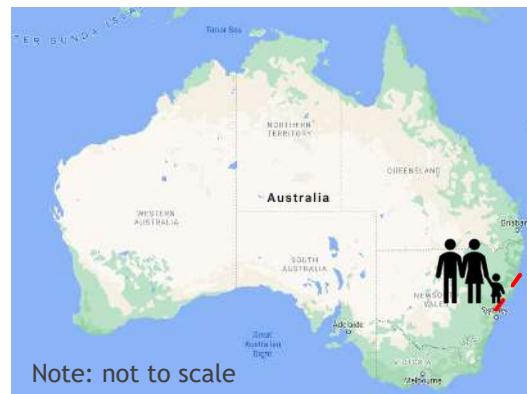 Timor Sea
NORTHERN
TERRITORY
QUEENSLAND
Australia
WESTERN
AUSTRALIA
Brisban
SOUTH
AUSTRALIA
Adelaide
Great
Australian
Bight
Melbourne
Note: not to scale